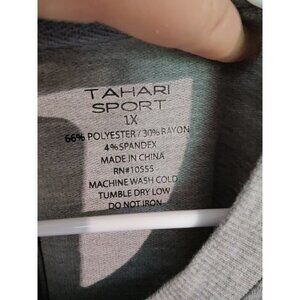 TAHARI
SPORT
1X
66% POLYESTER / 30% RAYON
4% SPANDEX
MADE IN CHINA
RN#10555
MACHINE WASH COLD
TUMBLE DRY LOW
DO NOT IRON